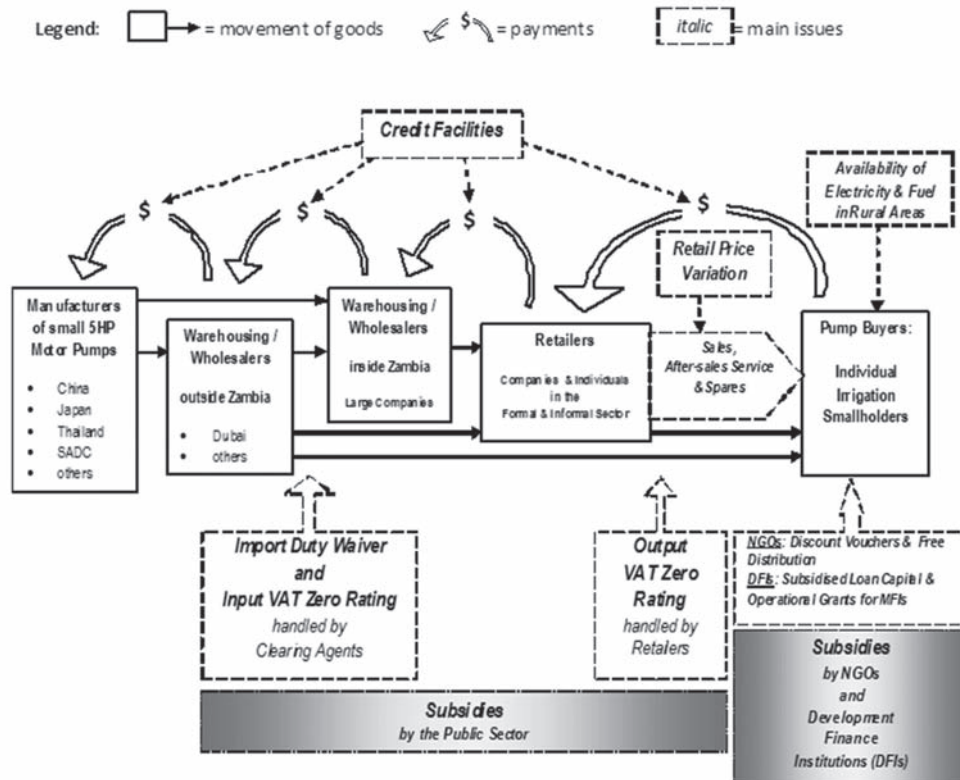 Legend: = movement of goods $ = payments italic = main issues
Credit Facilities
Availability of
Electricity & Fuel
in Rural Areas
$ $ $ $
Retail Price
Variation
Manufacturers
of small 5HP
Motor Pumps
• China
• Japan
• Thailand
• SADC
• others
Warehousing /
Wholesalers
outside Zambia
• Dubai
• others
Warehousing /
Wholesalers
inside Zambia
Large Companies
Retailers
Companies & Individuals
in the
Formal & Informal Sector
Sales,
After-sales Service
& Spares
Pump Buyers:
Individual
Irrigation
Smallholders
Import Duty Waiver
and
Input VAT Zero Rating
handled by
Clearing Agents
Output
VAT Zero
Rating
handled by
Retailers
NGOs: Discount Vouchers & Free
Distribution
DFIs: Subsidised Loan Capital &
Operational Grants for MFIs
Subsidies
by the Public Sector
Subsidies
by NGOs
and
Development
Finance
Institutions (DFIs)